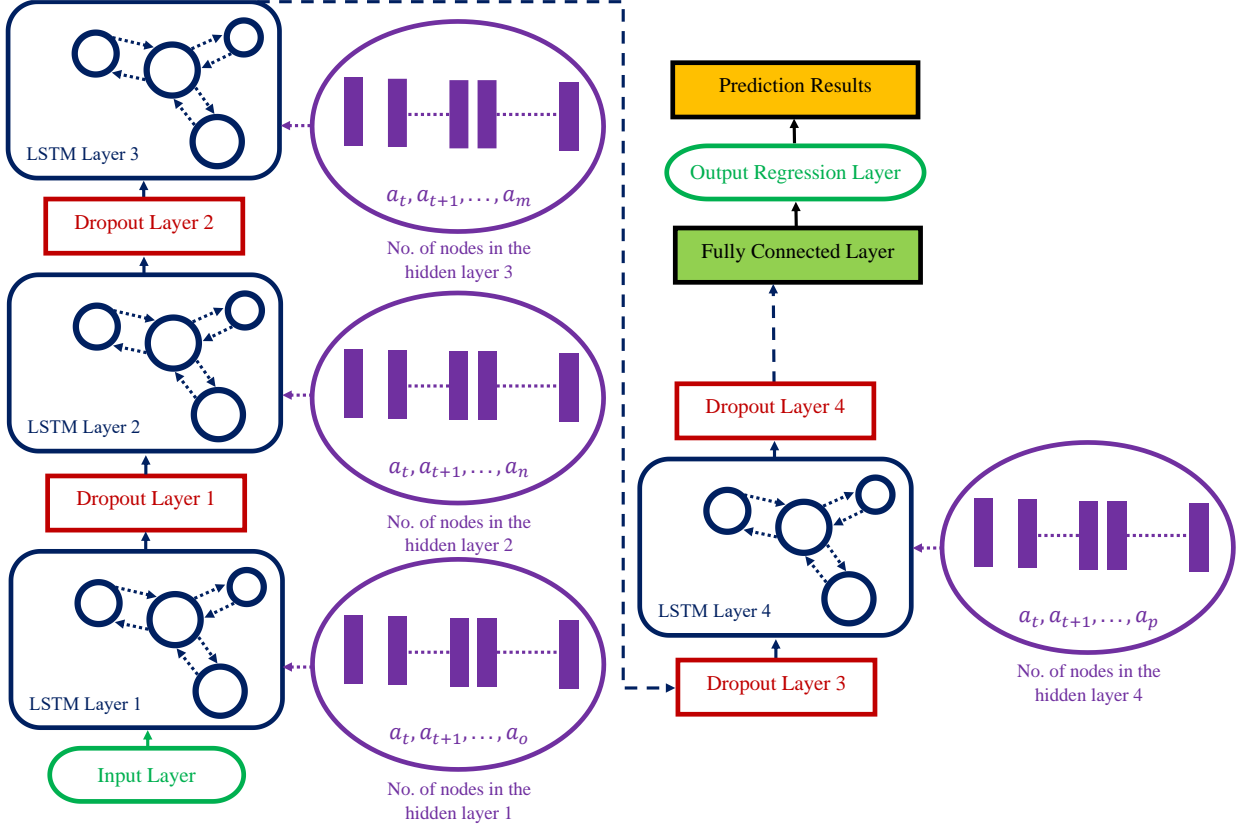 LSTM Layer 3
$a_t, a_{t+1}, \ldots, a_m$
No. of nodes in the
hidden layer 3
Dropout Layer 2
LSTM Layer 2
$a_t, a_{t+1}, \ldots, a_n$
No. of nodes in the
hidden layer 2
Dropout Layer 1
LSTM Layer 1
$a_t, a_{t+1}, \ldots, a_o$
No. of nodes in the
hidden layer 1
Input Layer
Prediction Results
Output Regression Layer
Fully Connected Layer
Dropout Layer 4
LSTM Layer 4
$a_t, a_{t+1}, \ldots, a_p$
No. of nodes in the
hidden layer 4
Dropout Layer 3